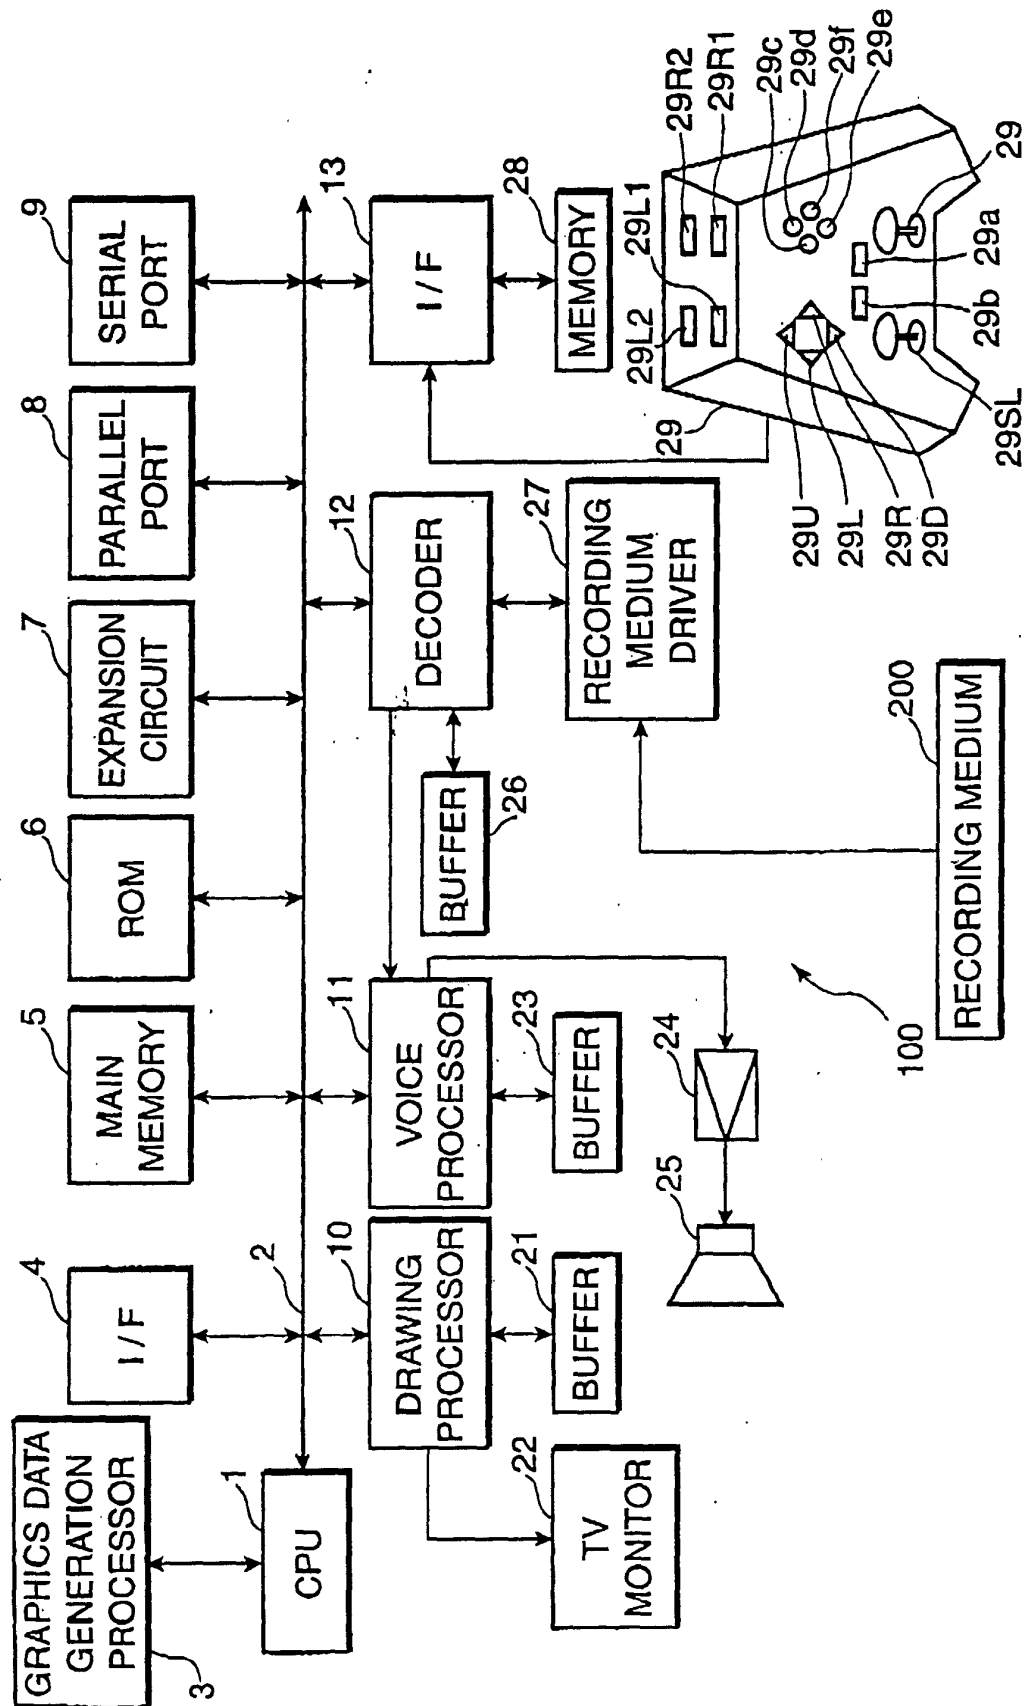 GRAPHICS DATA
GENERATION
PROCESSOR
3
4
I/F
5
MAIN
MEMORY
6
ROM
7
EXPANSION
CIRCUIT
8
PARALLEL
PORT
9
SERIAL
PORT
1
CPU
2
10
DRAWING
PROCESSOR
11
VOICE
PROCESSOR
12
DECODER
13
I/F
22
TV
MONITOR
21
BUFFER
23
BUFFER
BUFFER
26
27
RECORDING
MEDIUM
DRIVER
28
MEMORY
25
24
100
200
RECORDING MEDIUM
29
29L2
29L1
29R2
29R1
29c
29d
29f
29e
29U
29L
29R
29D
29SL
29b
29a
29